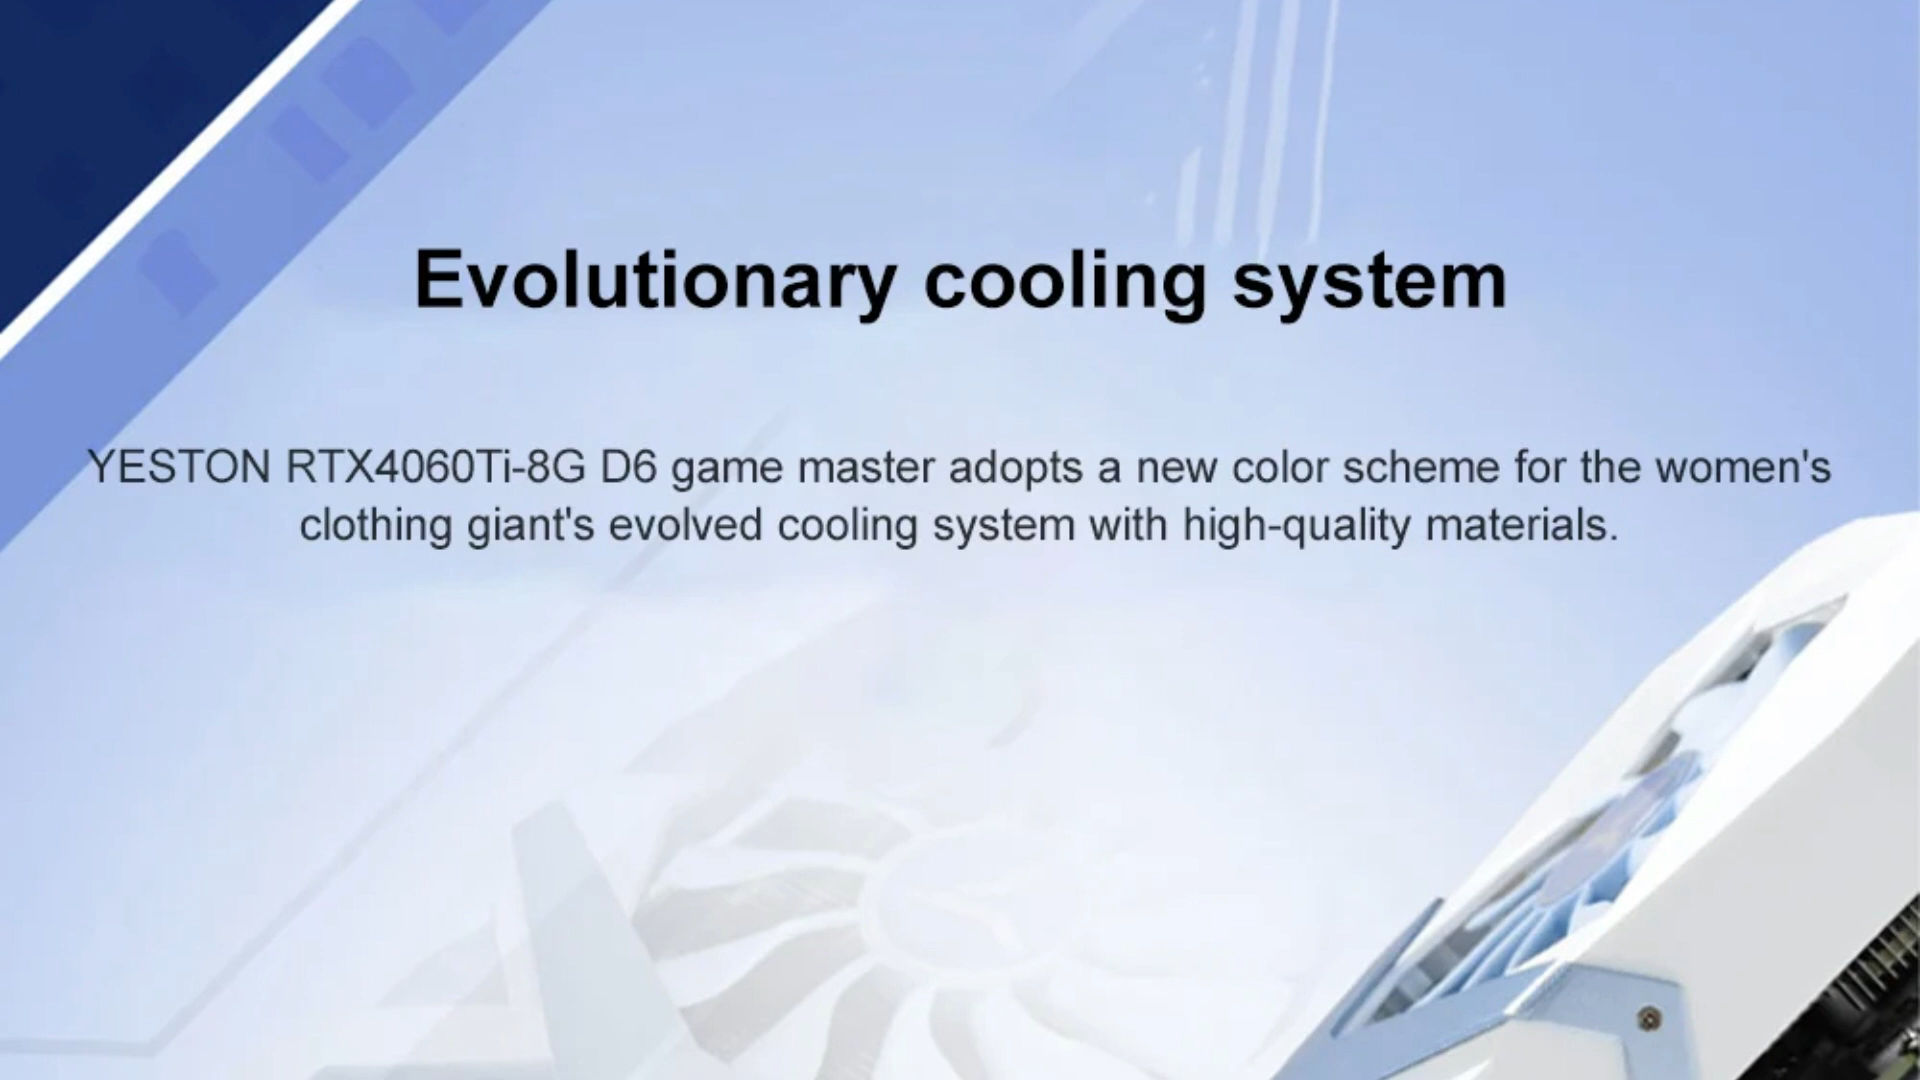 Evolutionary cooling system
YESTON RTX4060Ti-8G D6 game master adopts a new color scheme for the women's
clothing giant's evolved cooling system with high-quality materials.